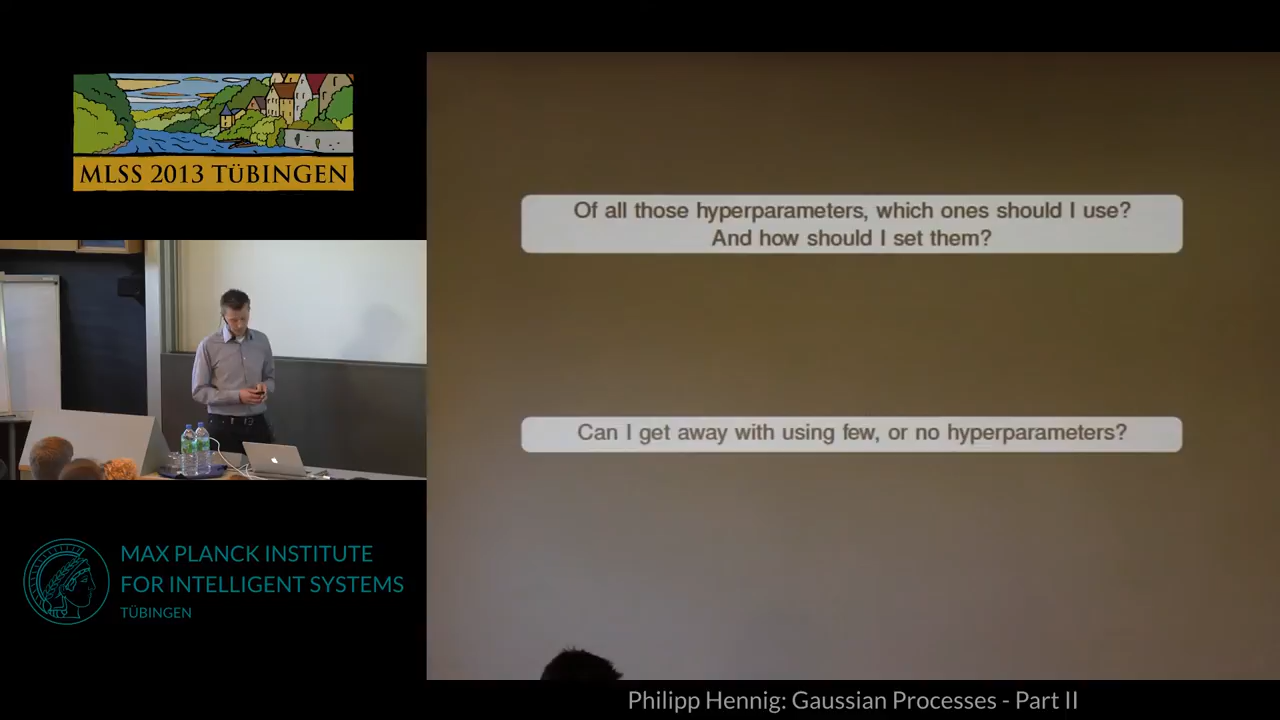 MLSS 2013 TÜBINGEN
Of all those hyperparameters, which ones should I use?
And how should I set them?
Can I get away with using few, or no hyperparameters?
MAX PLANCK INSTITUTE
FOR INTELLIGENT SYSTEMS
TÜBINGEN
Philipp Hennig: Gaussian Processes - Part II